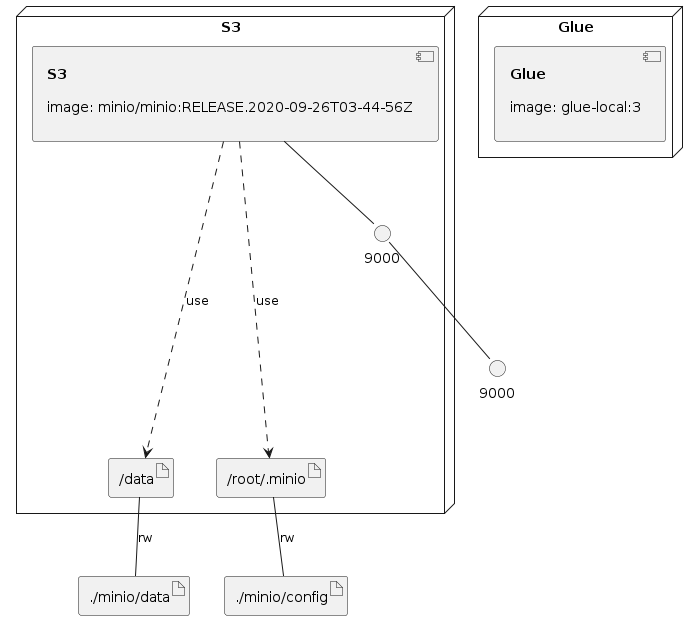 S3
S3
image: minio/minio:RELEASE.2020-09-26T03-44-56Z
Glue
Glue
image: glue-local:3
9000
use
use
9000
/data
/root/.minio
rw
rw
./minio/data
./minio/config